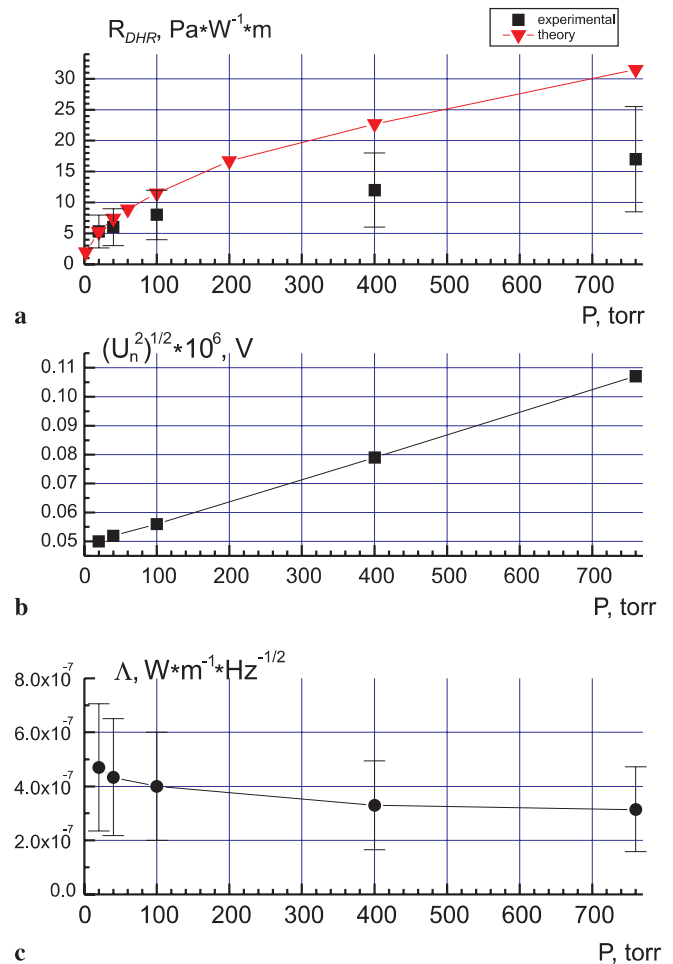 R_DHR, Pa*W^-1*m
experimental
theory
30
25
20
15
10
5
0
0 100 200 300 400 500 600 700
a
P, torr
(U_n^2)^1/2*10^6, V
0.11
0.10
0.09
0.08
0.07
0.06
0.05
0 100 200 300 400 500 600 700
b
P, torr
Λ, W*m^-1*Hz^-1/2
8.0x10^-7
6.0x10^-7
4.0x10^-7
2.0x10^-7
0.0
0 100 200 300 400 500 600 700
c
P, torr